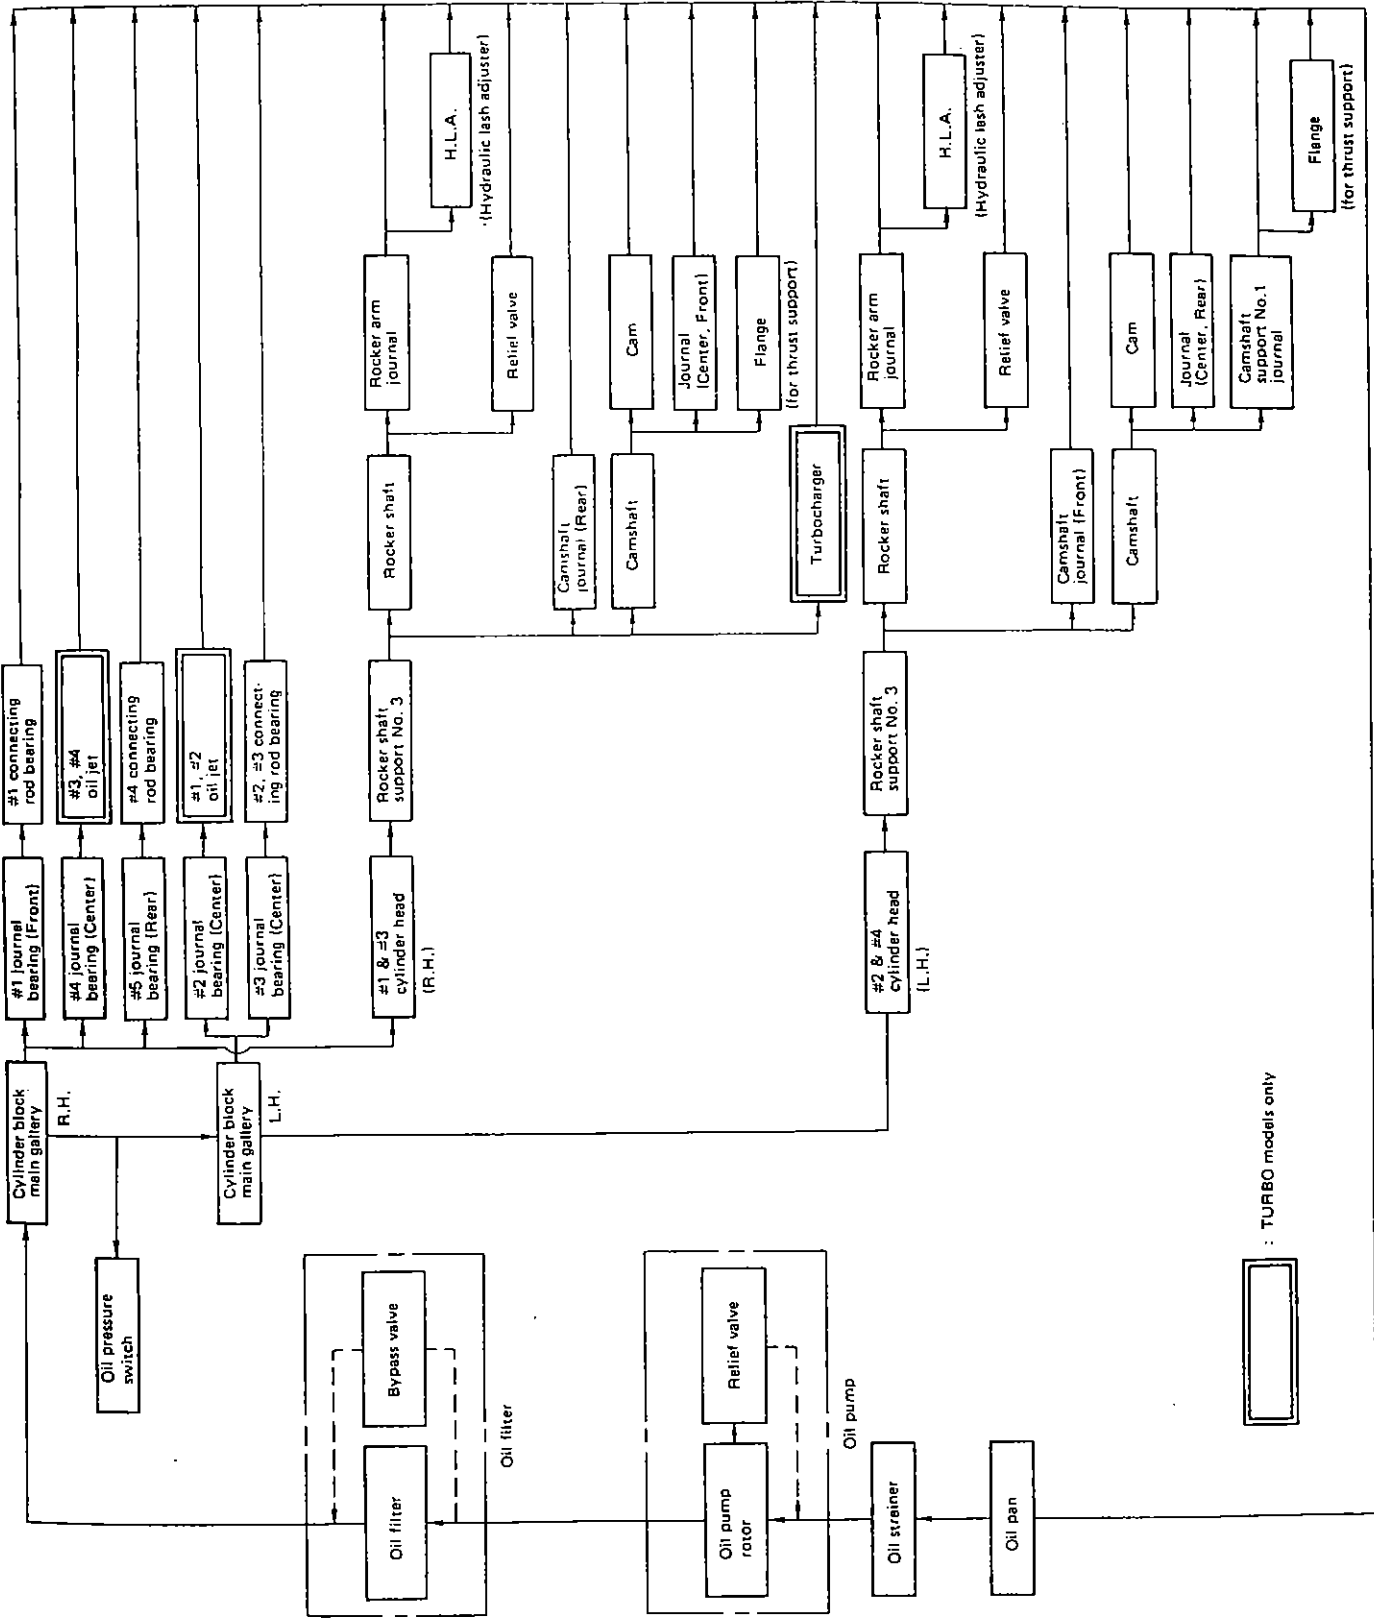 Oil pan
Oil strainer
Oil pump
rotor
Relief valve
Oil pump
Oil filter
Bypass valve
Oil filter
Oil pressure
switch
Cylinder block
main gallery
R.H.
Cylinder block
main gallery
L.H.
#1 journal
bearing (Front)
#4 journal
bearing (Center)
#5 journal
bearing (Rear)
#2 journal
bearing (Center)
#3 journal
bearing (Center)
#1 & #3
cylinder head
(R.H.)
#2 & #4
cylinder head
(L.H.)
#1 connecting
rod bearing
#3, #4
oil jet
#4 connecting
rod bearing
#1, #2
oil jet
#2, #3 connect-
ing rod bearing
Rocker shaft
support No. 3
Rocker shaft
support No. 3
Rocker shaft
Camshaft
journal (Rear)
Camshaft
Turbocharger
Rocker shaft
Camshaft
journal (Front)
Camshaft
Rocker arm
journal
Relief valve
Cam
Journal
(Center, Front)
Flange
(for thrust support)
Rocker arm
journal
Relief valve
Cam
Journal
(Center, Rear)
Camshaft
support No.1
journal
H.L.A.
(Hydraulic lash adjuster)
H.L.A.
(Hydraulic lash adjuster)
Flange
(for thrust support)
: TURBO models only